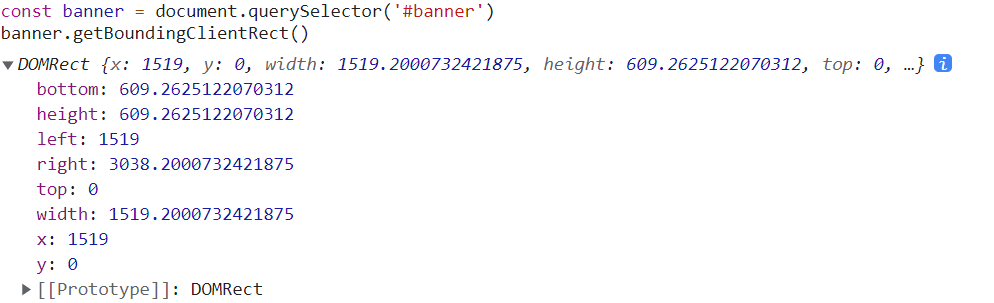 const banner = document.querySelector('#banner')
banner.getBoundingClientRect()
▼DOMRect {x: 1519, y: 0, width: 1519.2000732421875, height: 609.2625122070312, top: 0, …} i
bottom: 609.2625122070312
height: 609.2625122070312
left: 1519
right: 3038.2000732421875
top: 0
width: 1519.2000732421875
x: 1519
y: 0
▶[[Prototype]]: DOMRect